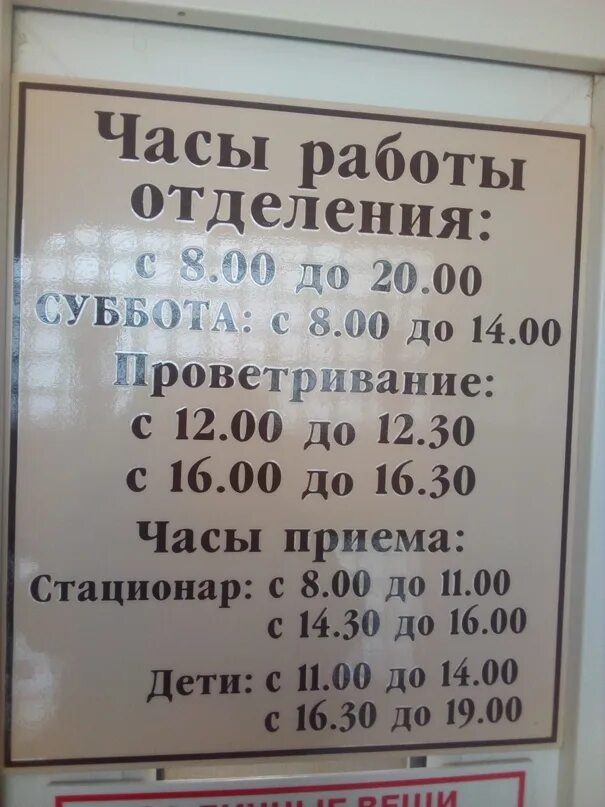 Часы работы
отделения:
с 8.00 до 20.00
СУББОТА: с 8.00 до 14.00
Проветривание:
с 12.00 до 12.30
с 16.00 до 16.30
Часы приема:
Стационар: с 8.00 до 11.00
с 14.30 до 16.00
Дети: с 11.00 до 14.00
с 16.30 до 19.00
ВЕЩИ